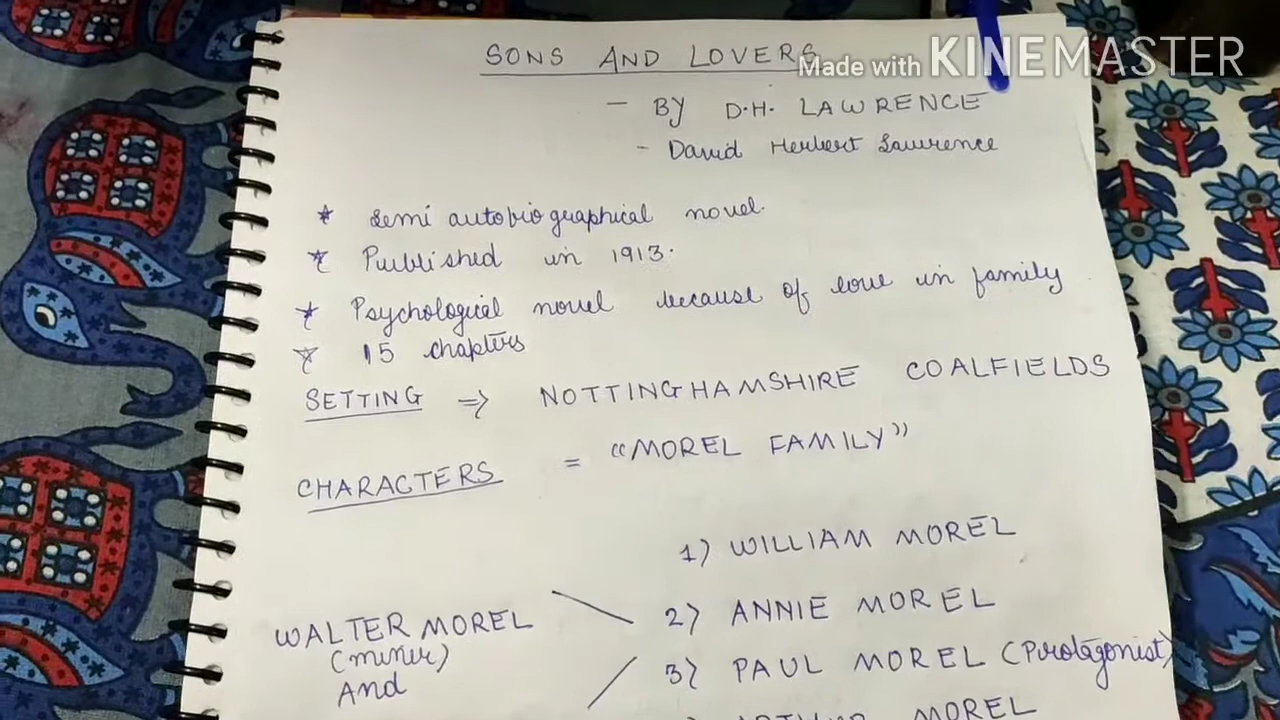 SONS AND LOVERS
Made with KINEMASTER
- BY D.H. LAWRENCE
- David Herbert Lawrence
* semi autobiographical novel.
* Published in 1913.
* Psychological novel because of love in family
* 15 chapters
SETTING => NOTTINGHAMSHIRE COALFIELDS
CHARACTERS = "MOREL FAMILY"
1) WILLIAM MOREL
2) ANNIE MOREL
WALTER MOREL
(miner)
3) PAUL MOREL (Protagonist)
And
MOREL